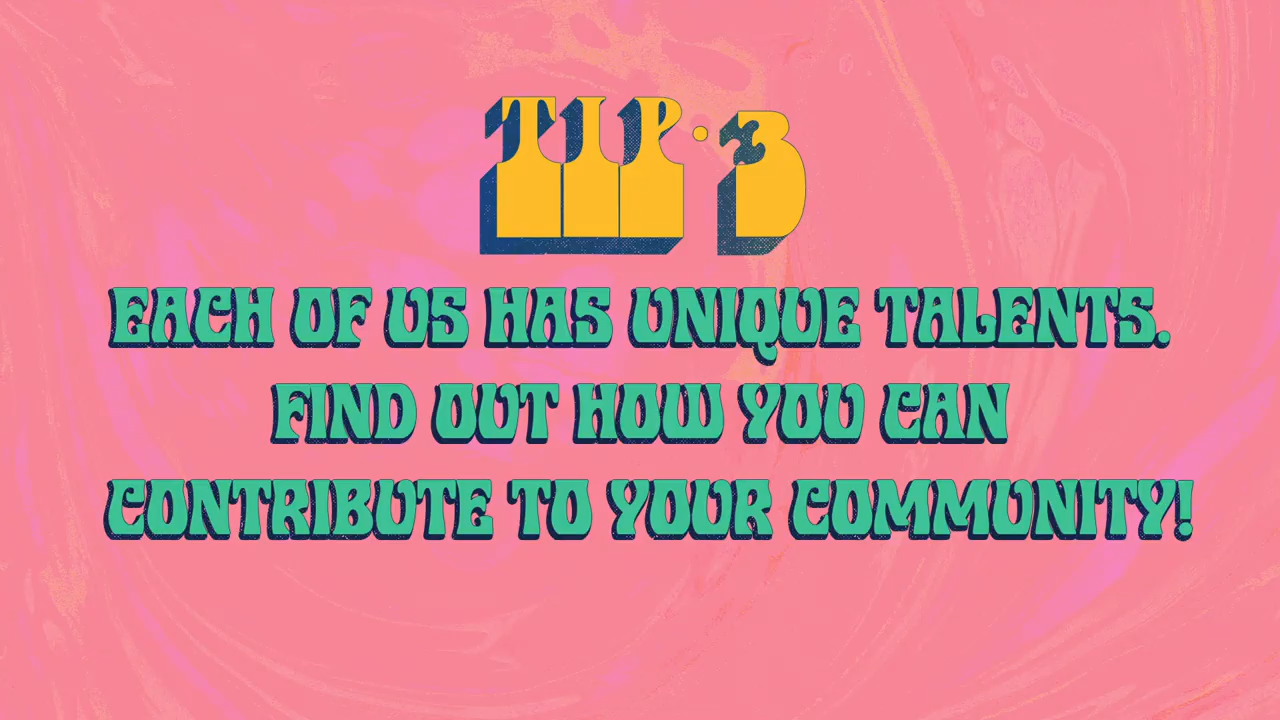 TIP·3
EACH OF US HAS UNIQUE TALENTS.
FIND OUT HOW YOU CAN
CONTRIBUTE TO YOUR COMMUNITY!